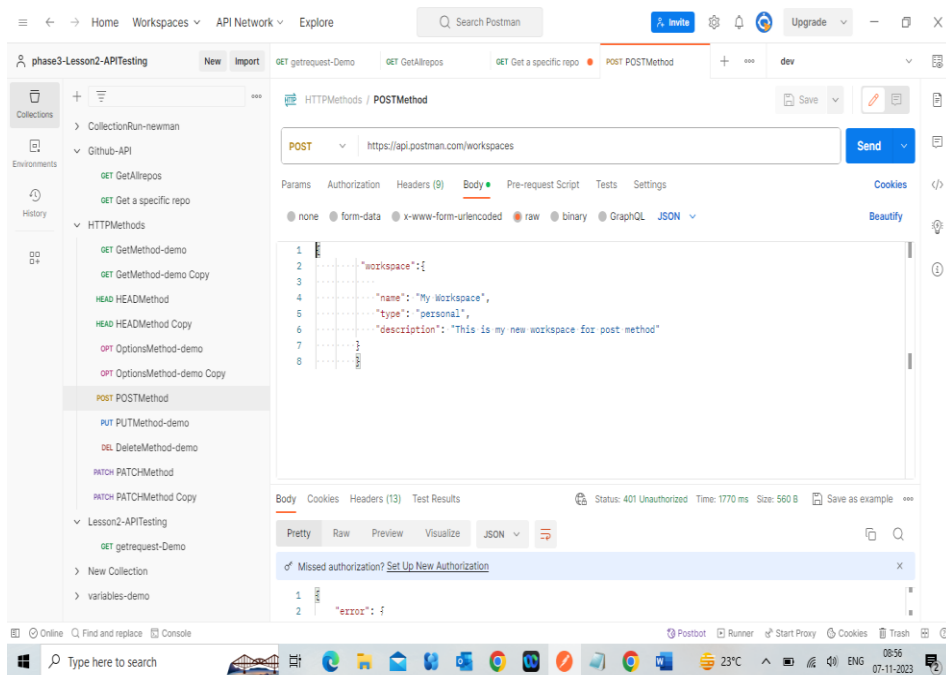 Home Workspaces API Network Explore Search Postman Invite Upgrade
phase3-Lesson2-APITesting New Import GET getrequest-Demo GET GetAllrepos GET Get a specific repo POST POSTMethod + dev
Collections
HTTP HTTPMethods / POSTMethod Save
CollectionRun-newman
Github-API
POST https://api.postman.com/workspaces Send
Environments
GET GetAllrepos
Params Authorization Headers (9) Body Pre-request Script Tests Settings Cookies
GET Get a specific repo
History
none form-data x-www-form-urlencoded raw binary GraphQL JSON Beautify
HTTPMethods
GET GetMethod-demo
GET GetMethod-demo Copy
HEAD HEADMethod
HEAD HEADMethod Copy
OPT OptionsMethod-demo
OPT OptionsMethod-demo Copy
POST POSTMethod
PUT PUTMethod-demo
DEL DeleteMethod-demo
PATCH PATCHMethod
PATCH PATCHMethod Copy
Lesson2-APITesting
GET getrequest-Demo
New Collection
variables-demo
1 {
2 "workspace":{
3
4 "name": "My Workspace",
5 "type": "personal",
6 "description": "This is my new workspace for post method"
7 }
8 }
Body Cookies Headers (13) Test Results Status: 401 Unauthorized Time: 1770 ms Size: 560 B Save as example
Pretty Raw Preview Visualize JSON
Missed authorization? Set Up New Authorization X
1 {
2 "error": {
Online Find and replace Console Postbot Runner Start Proxy Cookies Trash
Type here to search 23°C ENG 08:56
07-11-2023 2